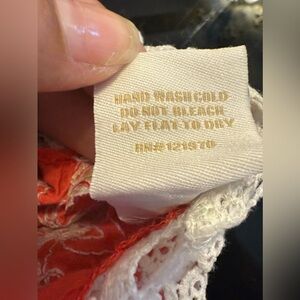 HAND WASH COLD
DO NOT BLEACH
LAY FLAT TO DRY
RN#121970